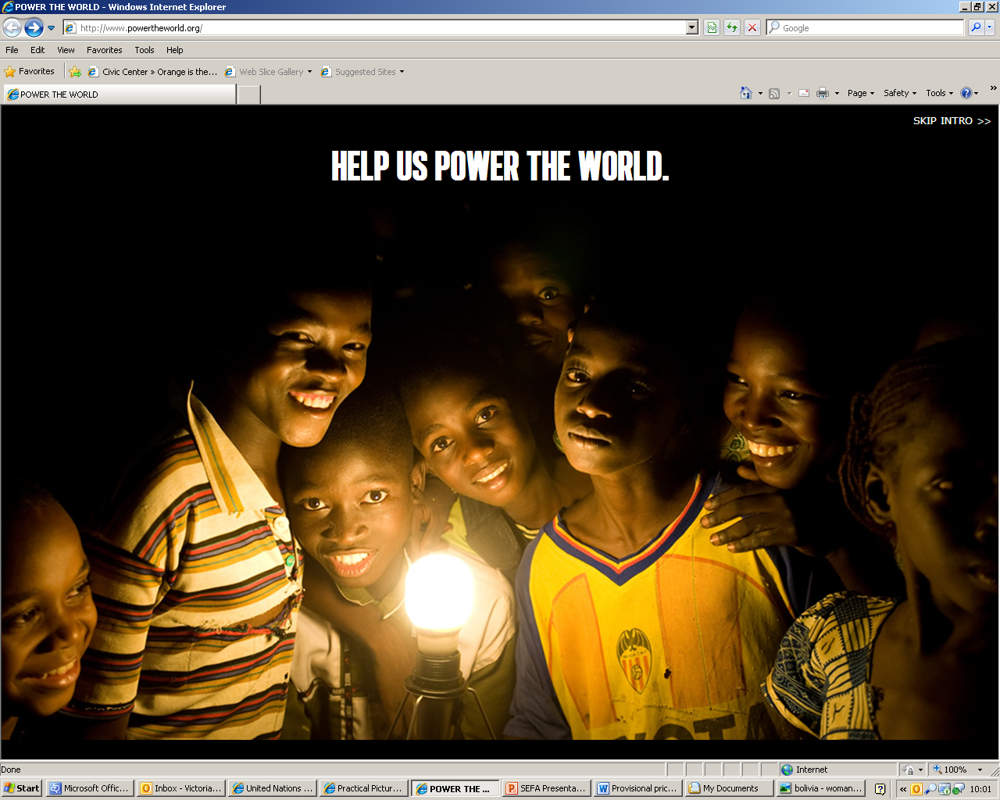 POWER THE WORLD - Windows Internet Explorer
http://www.powertheworld.org/
Google
File Edit View Favorites Tools Help
Favorites Civic Center » Orange is the... Web Slice Gallery Suggested Sites
POWER THE WORLD
Page Safety Tools
SKIP INTRO >>
HELP US POWER THE WORLD.
Done
Internet
100%
Start Microsoft Offic... Inbox - Victoria... United Nations ... Practical Pictur... POWER THE ... SEFA Presenta... Provisional pric... My Documents bolivia - woman... « 10:01